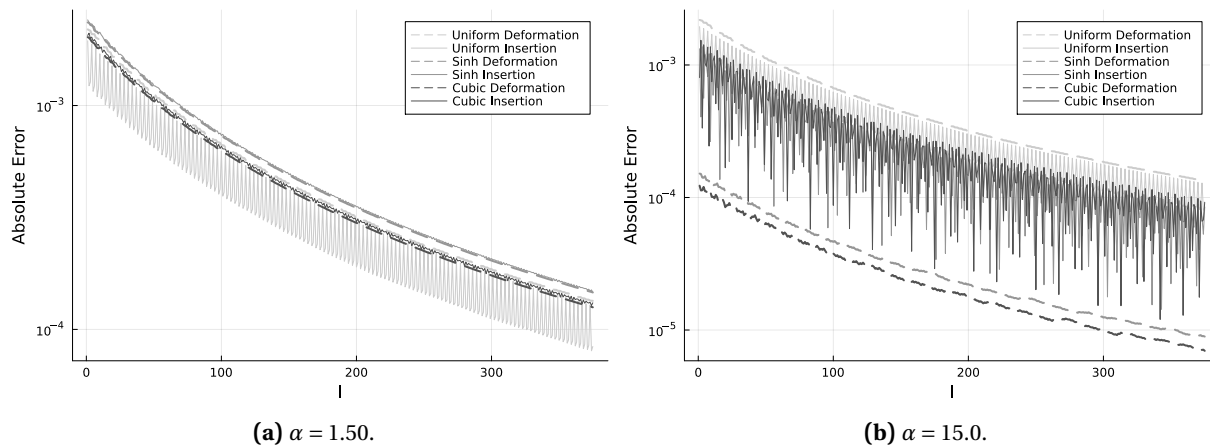 Absolute Error
10⁻³
10⁻⁴
0
100
200
300
l
Uniform Deformation
Uniform Insertion
Sinh Deformation
Sinh Insertion
Cubic Deformation
Cubic Insertion
(a) α = 1.50.
Absolute Error
10⁻³
10⁻⁴
10⁻⁵
0
100
200
300
l
Uniform Deformation
Uniform Insertion
Sinh Deformation
Sinh Insertion
Cubic Deformation
Cubic Insertion
(b) α = 15.0.